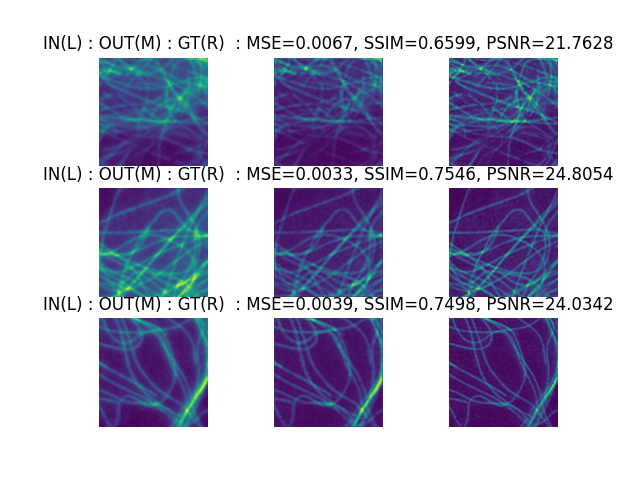 IN(L) : OUT(M) : GT(R)  : MSE=0.0067, SSIM=0.6599, PSNR=21.7628
IN(L) : OUT(M) : GT(R)  : MSE=0.0033, SSIM=0.7546, PSNR=24.8054
IN(L) : OUT(M) : GT(R)  : MSE=0.0039, SSIM=0.7498, PSNR=24.0342